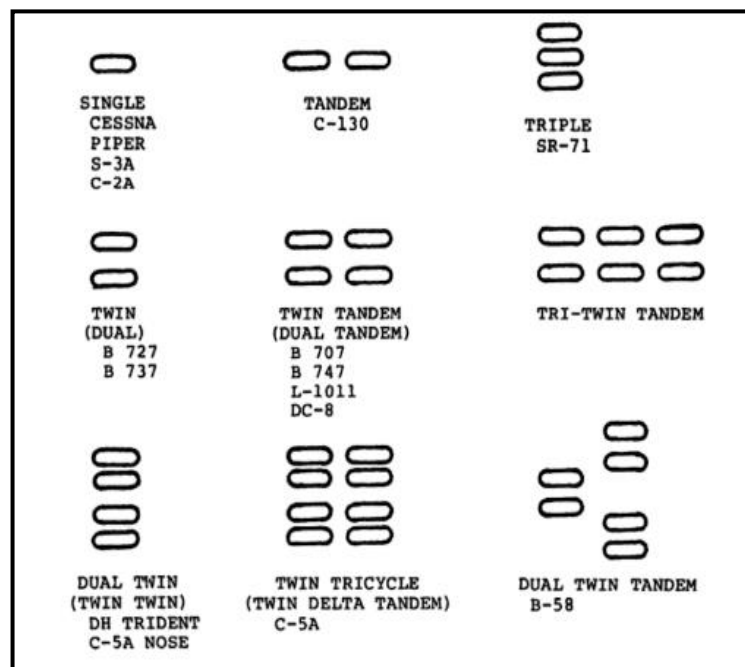 SINGLE
CESSNA
PIPER
S-3A
C-2A
TANDEM
C-130
TRIPLE
SR-71
TWIN
(DUAL)
B 727
B 737
TWIN TANDEM
(DUAL TANDEM)
B 707
B 747
L-1011
DC-8
TRI-TWIN TANDEM
DUAL TWIN
(TWIN TWIN)
DH TRIDENT
C-5A NOSE
TWIN TRICYCLE
(TWIN DELTA TANDEM)
C-5A
DUAL TWIN TANDEM
B-58